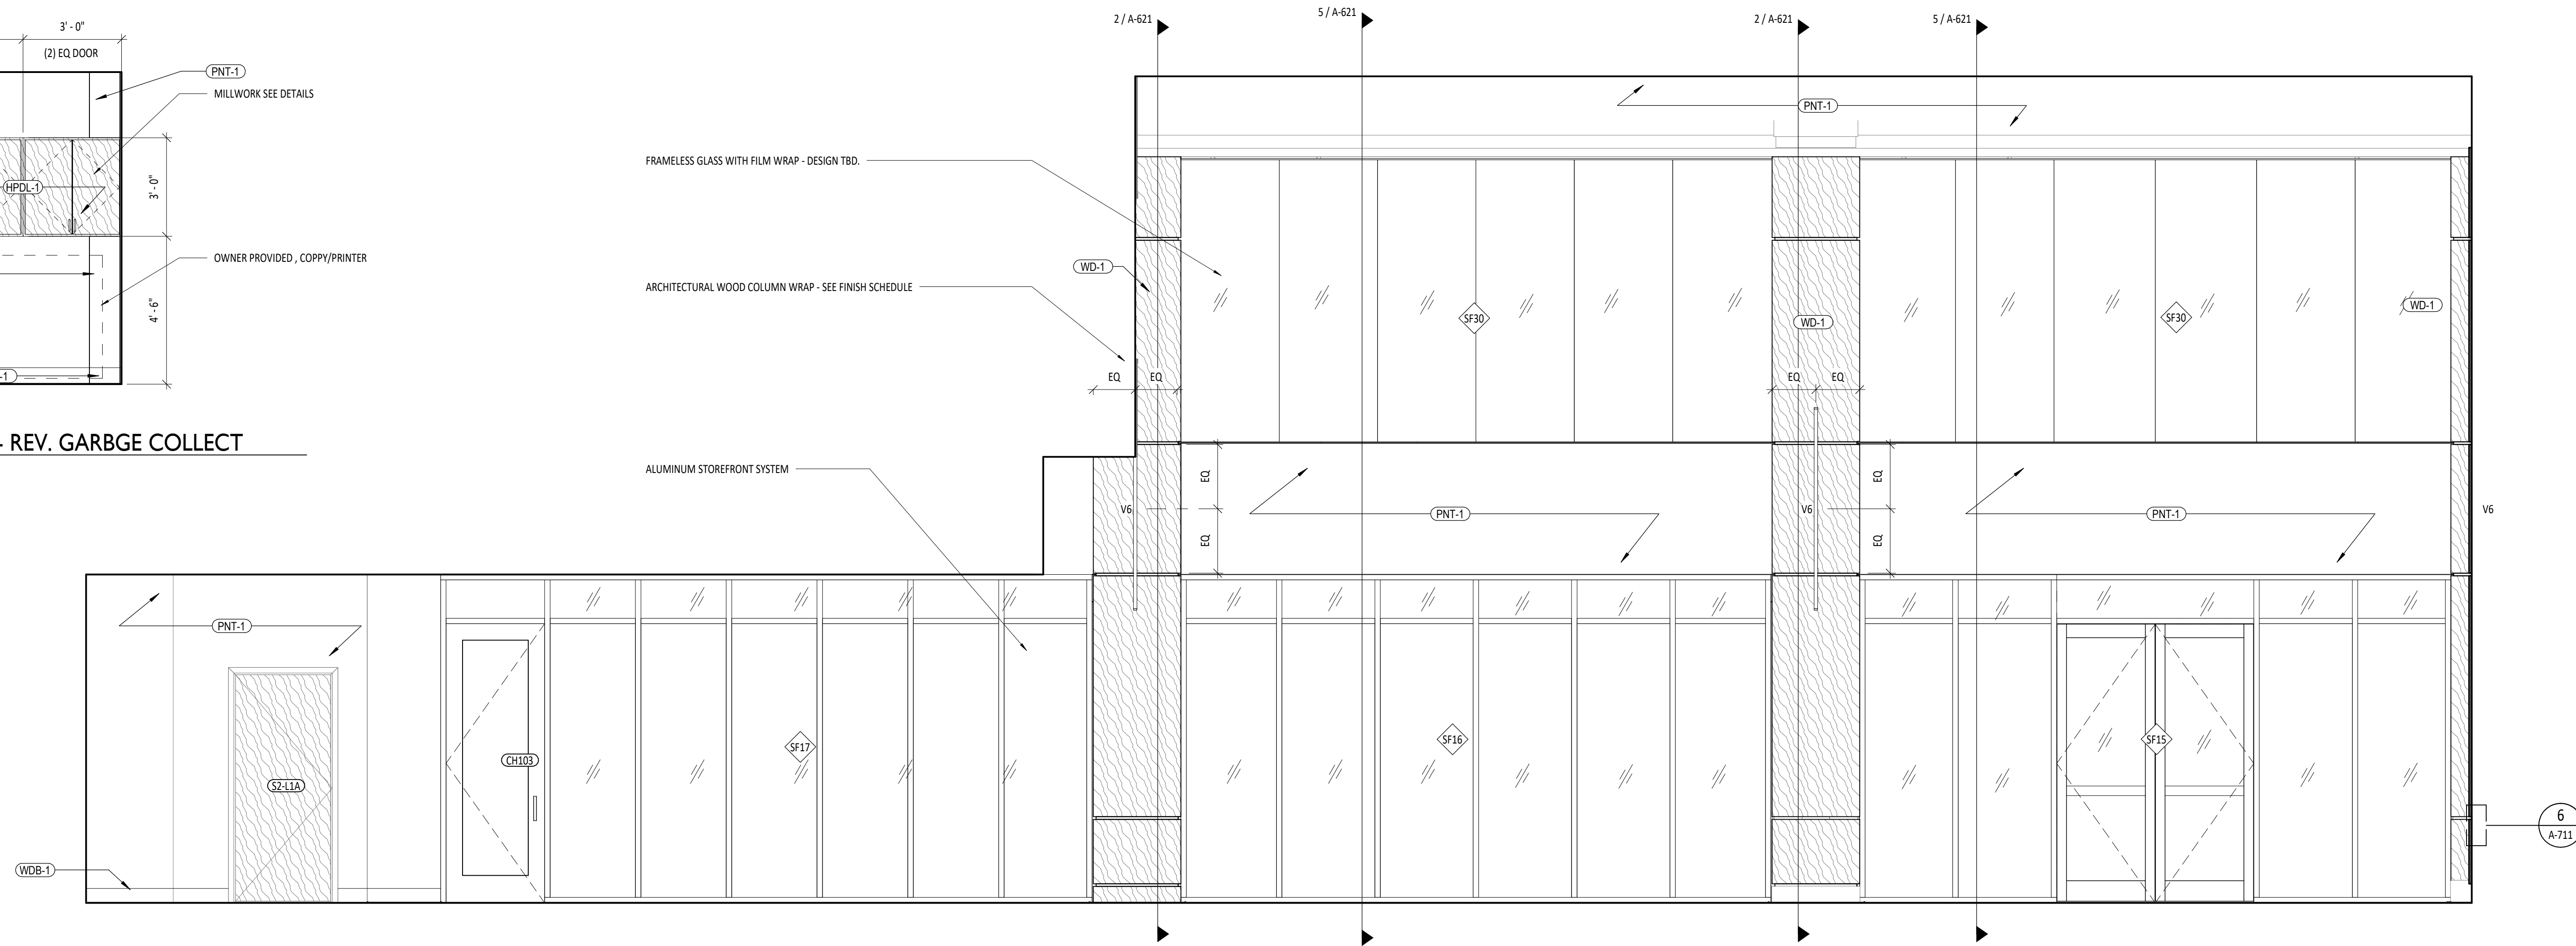 3' - 0"
(2) EQ DOOR
PNT-1
MILLWORK SEE DETAILS
HPDL-1
3' - 0"
OWNER PROVIDED , COPPY/PRINTER
4' - 6"
-1
- REV. GARBGE COLLECT
2 / A-621
5 / A-621
2 / A-621
5 / A-621
PNT-1
FRAMELESS GLASS WITH FILM WRAP - DESIGN TBD.
WD-1
ARCHITECTURAL WOOD COLUMN WRAP - SEE FINISH SCHEDULE
SF30
WD-1
SF30
WD-1
EQ
EQ
EQ
EQ
ALUMINUM STOREFRONT SYSTEM
EQ
EQ
V6
PNT-1
EQ
EQ
V6
PNT-1
V6
PNT-1
SF17
CH103
S2-L1A
SF16
SF15
WDB-1
6
A-711